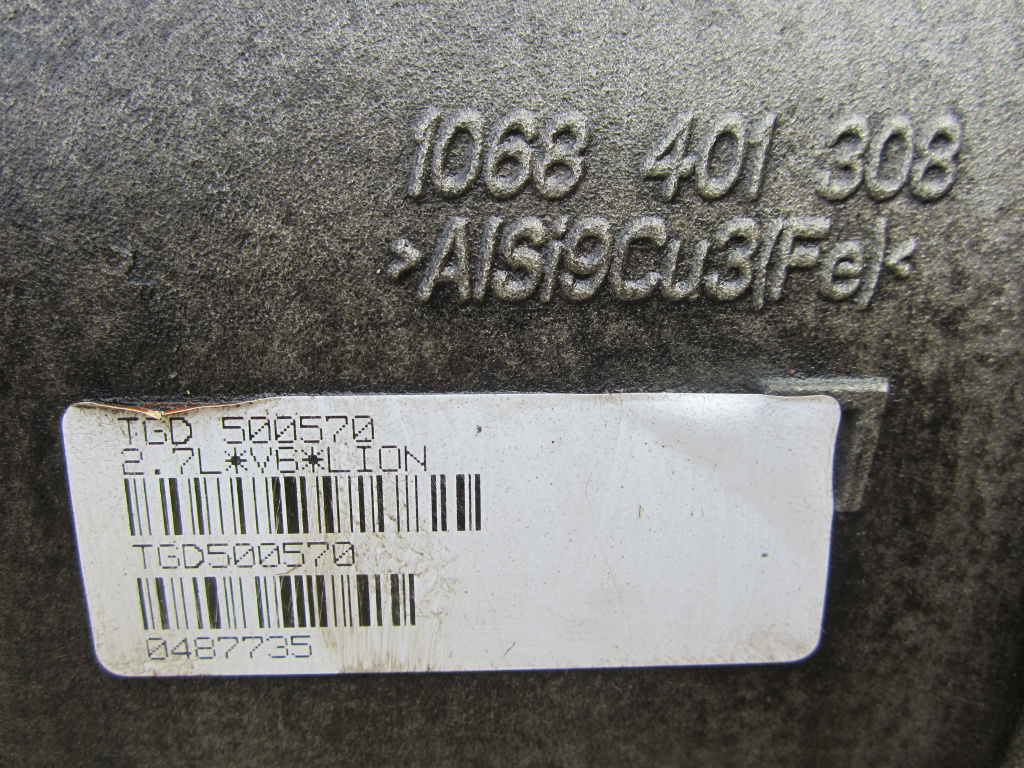 1068 401 308
>AlSi9Cu3(Fe)<
TGD 500570
2.7L*V6*LION
TGD500570
0487735